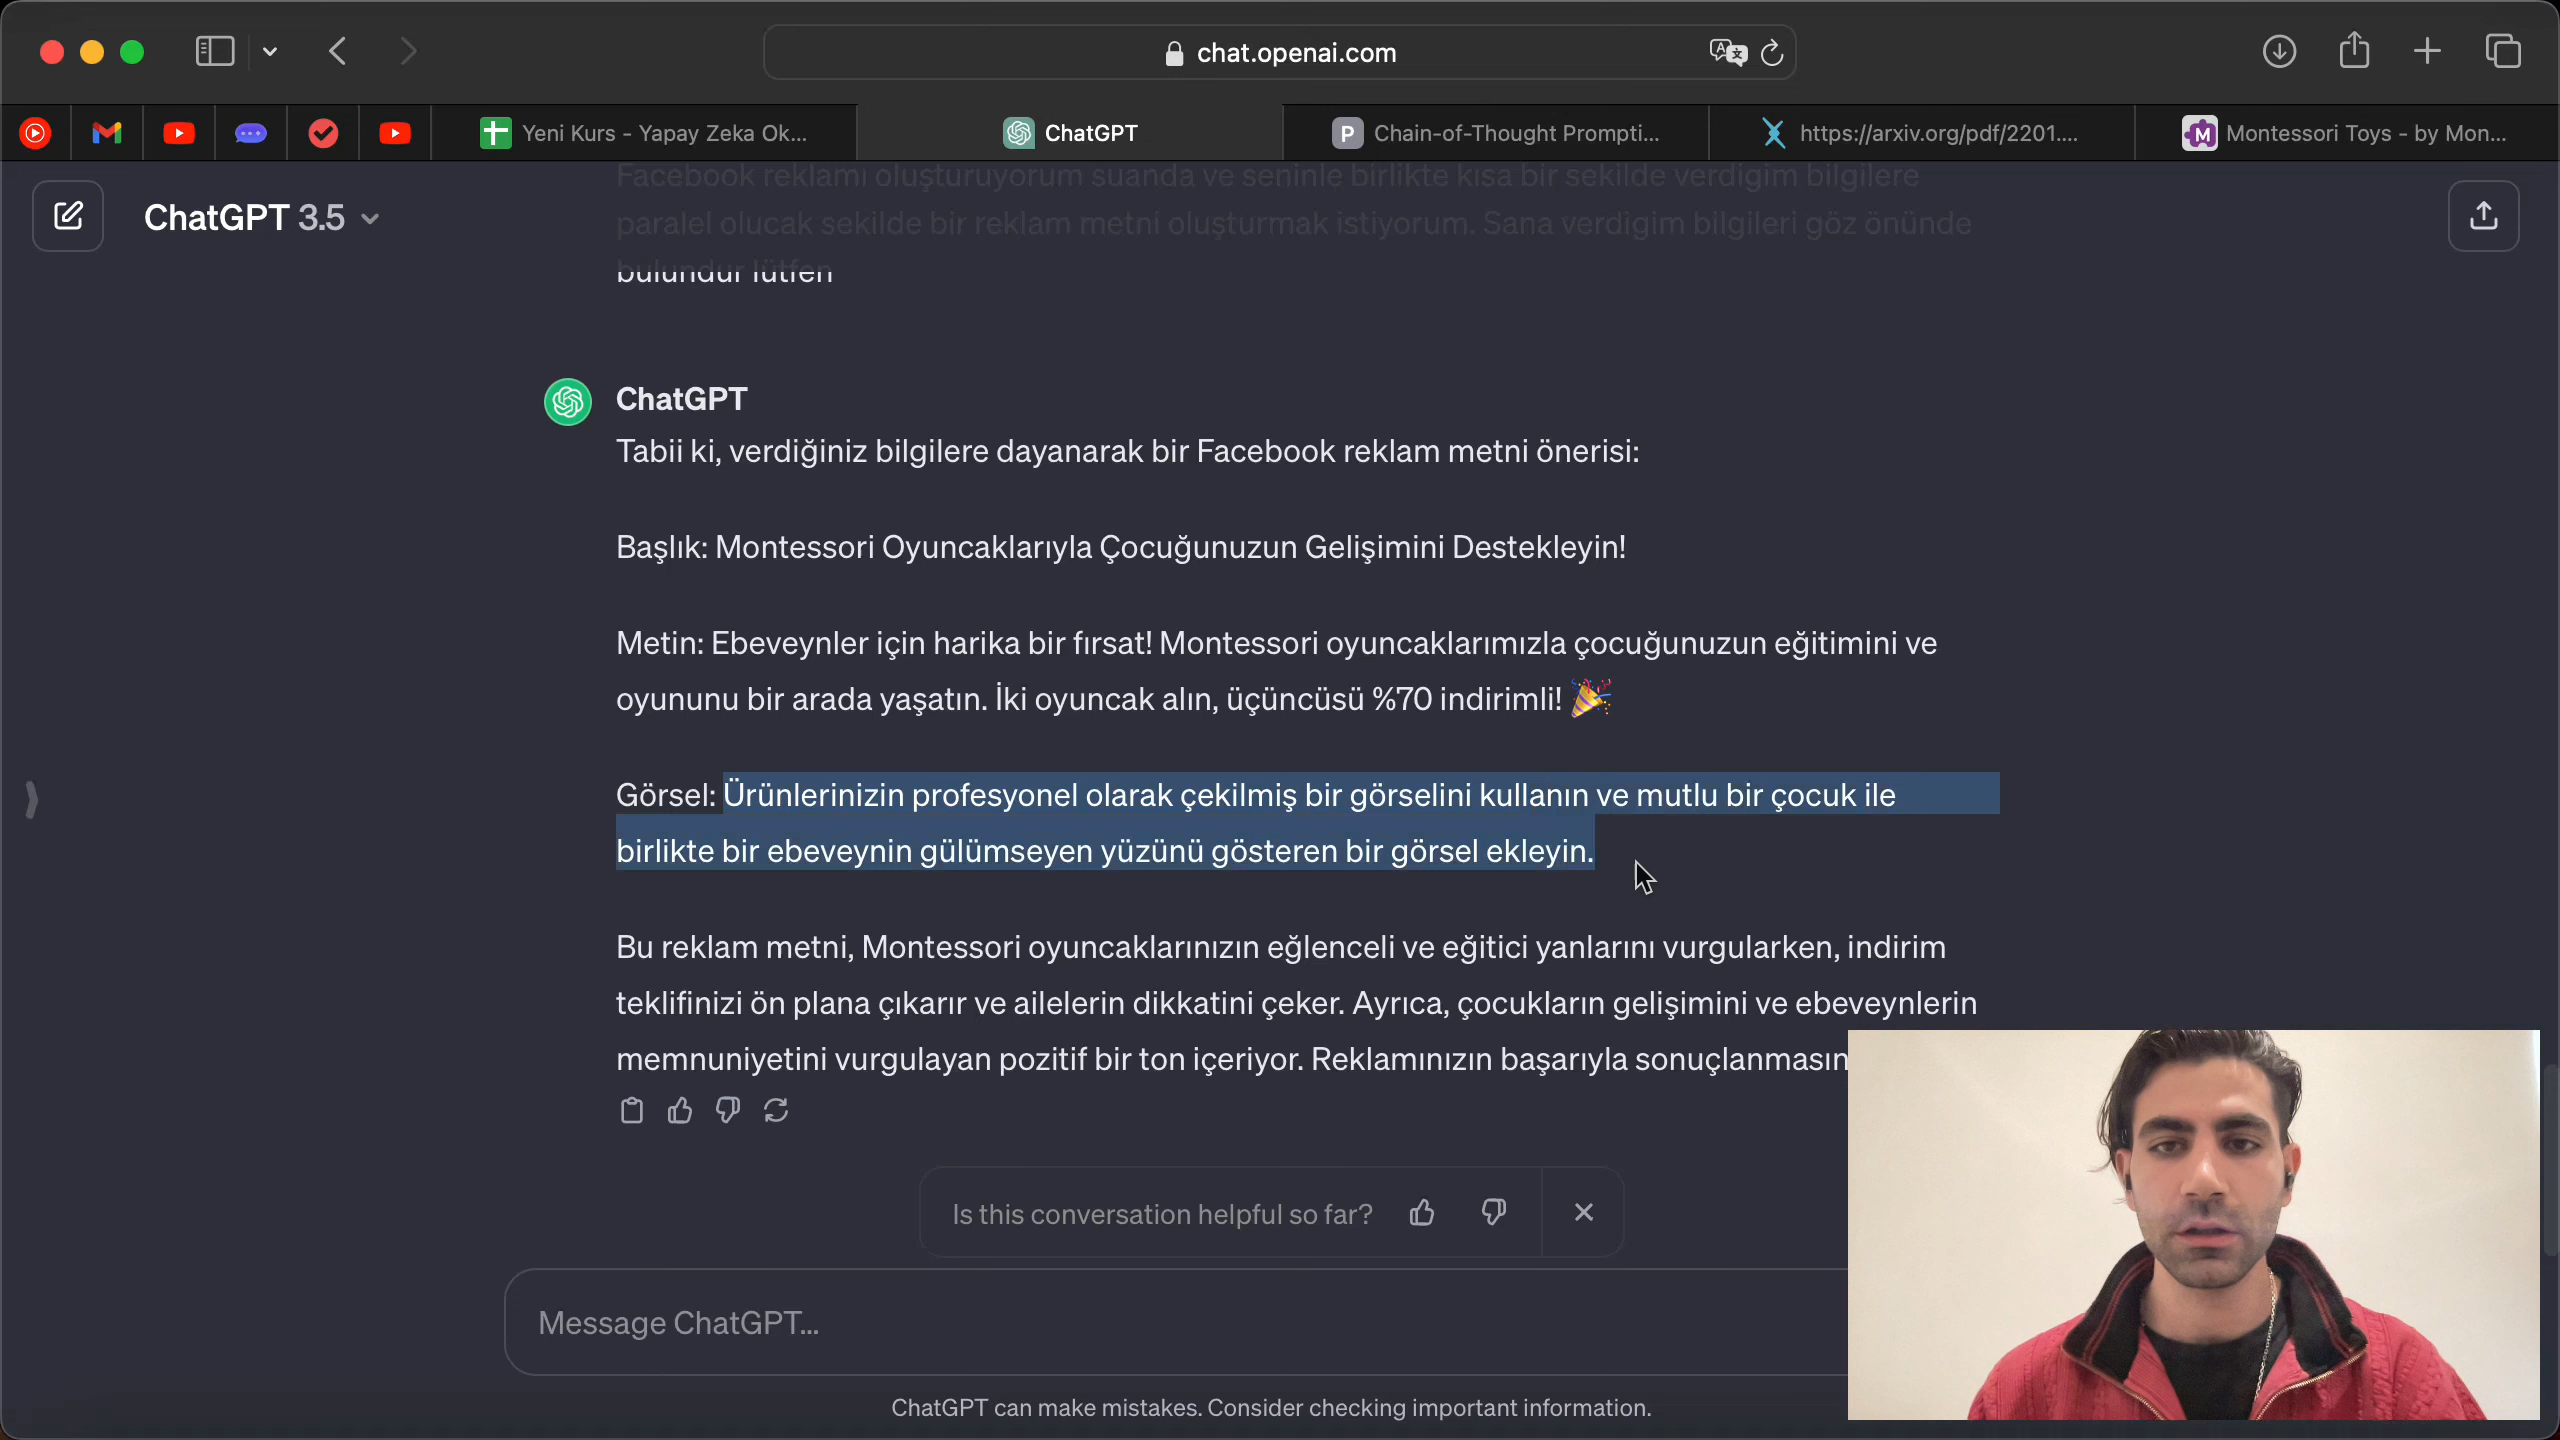 chat.openai.com
Yeni Kurs - Yapay Zeka Ok...
ChatGPT
P Chain-of-Thought Prompti...
https://arxiv.org/pdf/2201....
M Montessori Toys - by Mon...
ChatGPT 3.5
Facebook reklamı oluşturuyorum suanda ve seninle birlikte kısa bir sekilde verdigim bilgilere
paralel olucak sekilde bir reklam metni oluşturmak istiyorum. Sana verdigim bilgileri göz önünde
bulundur lütfen
ChatGPT
Tabii ki, verdiğiniz bilgilere dayanarak bir Facebook reklam metni önerisi:
Başlık: Montessori Oyuncaklarıyla Çocuğunuzun Gelişimini Destekleyin!
Metin: Ebeveynler için harika bir fırsat! Montessori oyuncaklarımızla çocuğunuzun eğitimini ve
oyununu bir arada yaşatın. İki oyuncak alın, üçüncüsü %70 indirimli! 🎉
Görsel: Ürünlerinizin profesyonel olarak çekilmiş bir görselini kullanın ve mutlu bir çocuk ile
birlikte bir ebeveynin gülümseyen yüzünü gösteren bir görsel ekleyin.
Bu reklam metni, Montessori oyuncaklarınızın eğlenceli ve eğitici yanlarını vurgularken, indirim
teklifinizi ön plana çıkarır ve ailelerin dikkatini çeker. Ayrıca, çocukların gelişimini ve ebeveynlerin
memnuniyetini vurgulayan pozitif bir ton içeriyor. Reklamınızın başarıyla sonuçlanmasın
Is this conversation helpful so far?
Message ChatGPT...
ChatGPT can make mistakes. Consider checking important information.